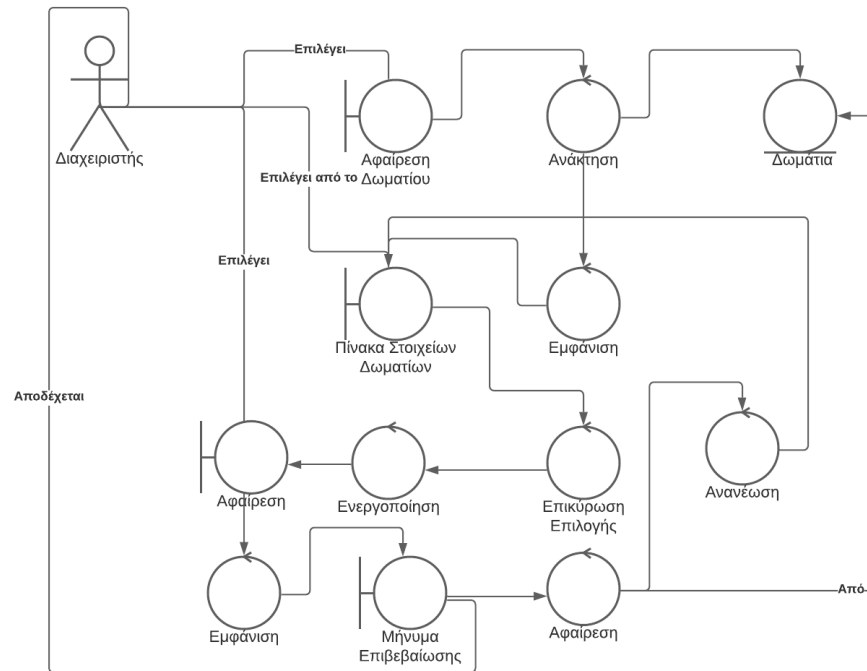 Επιλέγει
Διαχειριστής
Αφαίρεση
Δωματίου
Ανάκτηση
Δωμάτια
Επιλέγει από το
Επιλέγει
Πίνακα Στοιχείων
Δωματίων
Εμφάνιση
Αποδέχεται
Αφαίρεση
Ενεργοποίηση
Επικύρωση
Επιλογής
Ανανέωση
Από
Εμφάνιση
Μήνυμα
Επιβεβαίωσης
Αφαίρεση